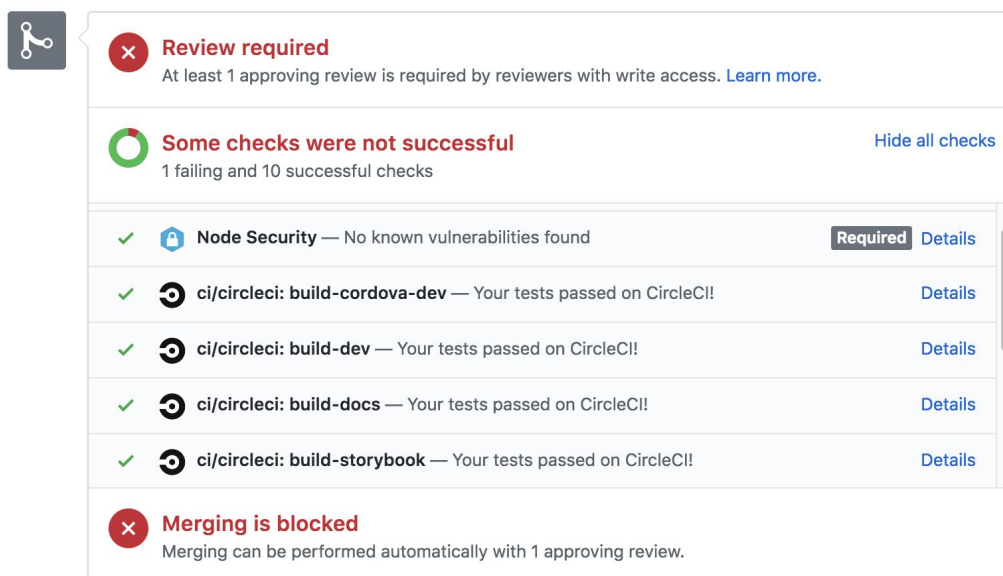 Review required
At least 1 approving review is required by reviewers with write access. Learn more.
Some checks were not successful
Hide all checks
1 failing and 10 successful checks
Node Security — No known vulnerabilities found Required Details
ci/circleci: build-cordova-dev — Your tests passed on CircleCI! Details
ci/circleci: build-dev — Your tests passed on CircleCI! Details
ci/circleci: build-docs — Your tests passed on CircleCI! Details
ci/circleci: build-storybook — Your tests passed on CircleCI! Details
Merging is blocked
Merging can be performed automatically with 1 approving review.